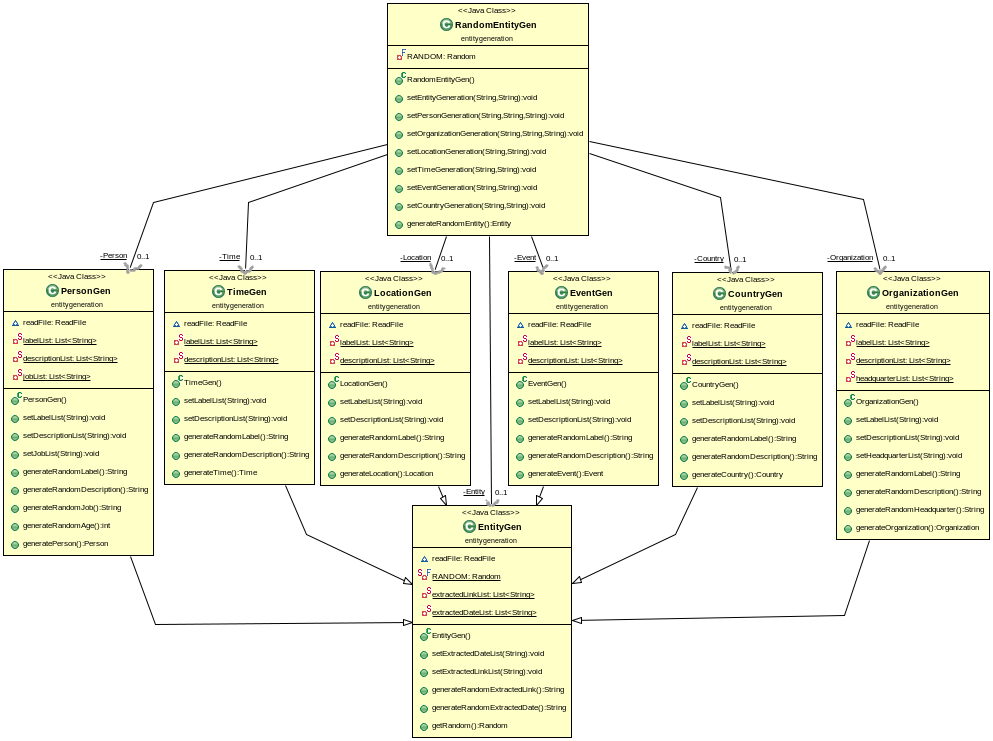 <<Java Class>>
RandomEntityGen
entitygeneration
RANDOM: Random
RandomEntityGen()
setEntityGeneration(String,String):void
setPersonGeneration(String,String,String):void
setOrganizationGeneration(String,String,String):void
setLocationGeneration(String,String):void
setTimeGeneration(String,String):void
setEventGeneration(String,String):void
setCountryGeneration(String,String):void
generateRandomEntity():Entity
-Person 0..1
-Time 0..1
-Location 0..1
-Event 0..1
-Country 0..1
-Organization 0..1
<<Java Class>>
PersonGen
entitygeneration
readFile: ReadFile
labelList: List<String>
descriptionList: List<String>
jobList: List<String>
PersonGen()
setLabelList(String):void
setDescriptionList(String):void
setJobList(String):void
generateRandomLabel():String
generateRandomDescription():String
generateRandomJob():String
generateRandomAge():int
generatePerson():Person
<<Java Class>>
TimeGen
entitygeneration
readFile: ReadFile
labelList: List<String>
descriptionList: List<String>
TimeGen()
setLabelList(String):void
setDescriptionList(String):void
generateRandomLabel():String
generateRandomDescription():String
generateTime():Time
<<Java Class>>
LocationGen
entitygeneration
readFile: ReadFile
labelList: List<String>
descriptionList: List<String>
LocationGen()
setLabelList(String):void
setDescriptionList(String):void
generateRandomLabel():String
generateRandomDescription():String
generateLocation():Location
<<Java Class>>
EventGen
entitygeneration
readFile: ReadFile
labelList: List<String>
descriptionList: List<String>
EventGen()
setLabelList(String):void
setDescriptionList(String):void
generateRandomLabel():String
generateRandomDescription():String
generateEvent():Event
<<Java Class>>
CountryGen
entitygeneration
readFile: ReadFile
labelList: List<String>
descriptionList: List<String>
CountryGen()
setLabelList(String):void
setDescriptionList(String):void
generateRandomLabel():String
generateRandomDescription():String
generateCountry():Country
<<Java Class>>
OrganizationGen
entitygeneration
readFile: ReadFile
labelList: List<String>
descriptionList: List<String>
headquarterList: List<String>
OrganizationGen()
setLabelList(String):void
setDescriptionList(String):void
setHeadquarterList(String):void
generateRandomLabel():String
generateRandomDescription():String
generateRandomHeadquarter():String
generateOrganization():Organization
-Entity 0..1
<<Java Class>>
EntityGen
entitygeneration
readFile: ReadFile
RANDOM: Random
extractedLinkList: List<String>
extractedDateList: List<String>
EntityGen()
setExtractedDateList(String):void
setExtractedLinkList(String):void
generateRandomExtractedLink():String
generateRandomExtractedDate():String
getRandom():Random